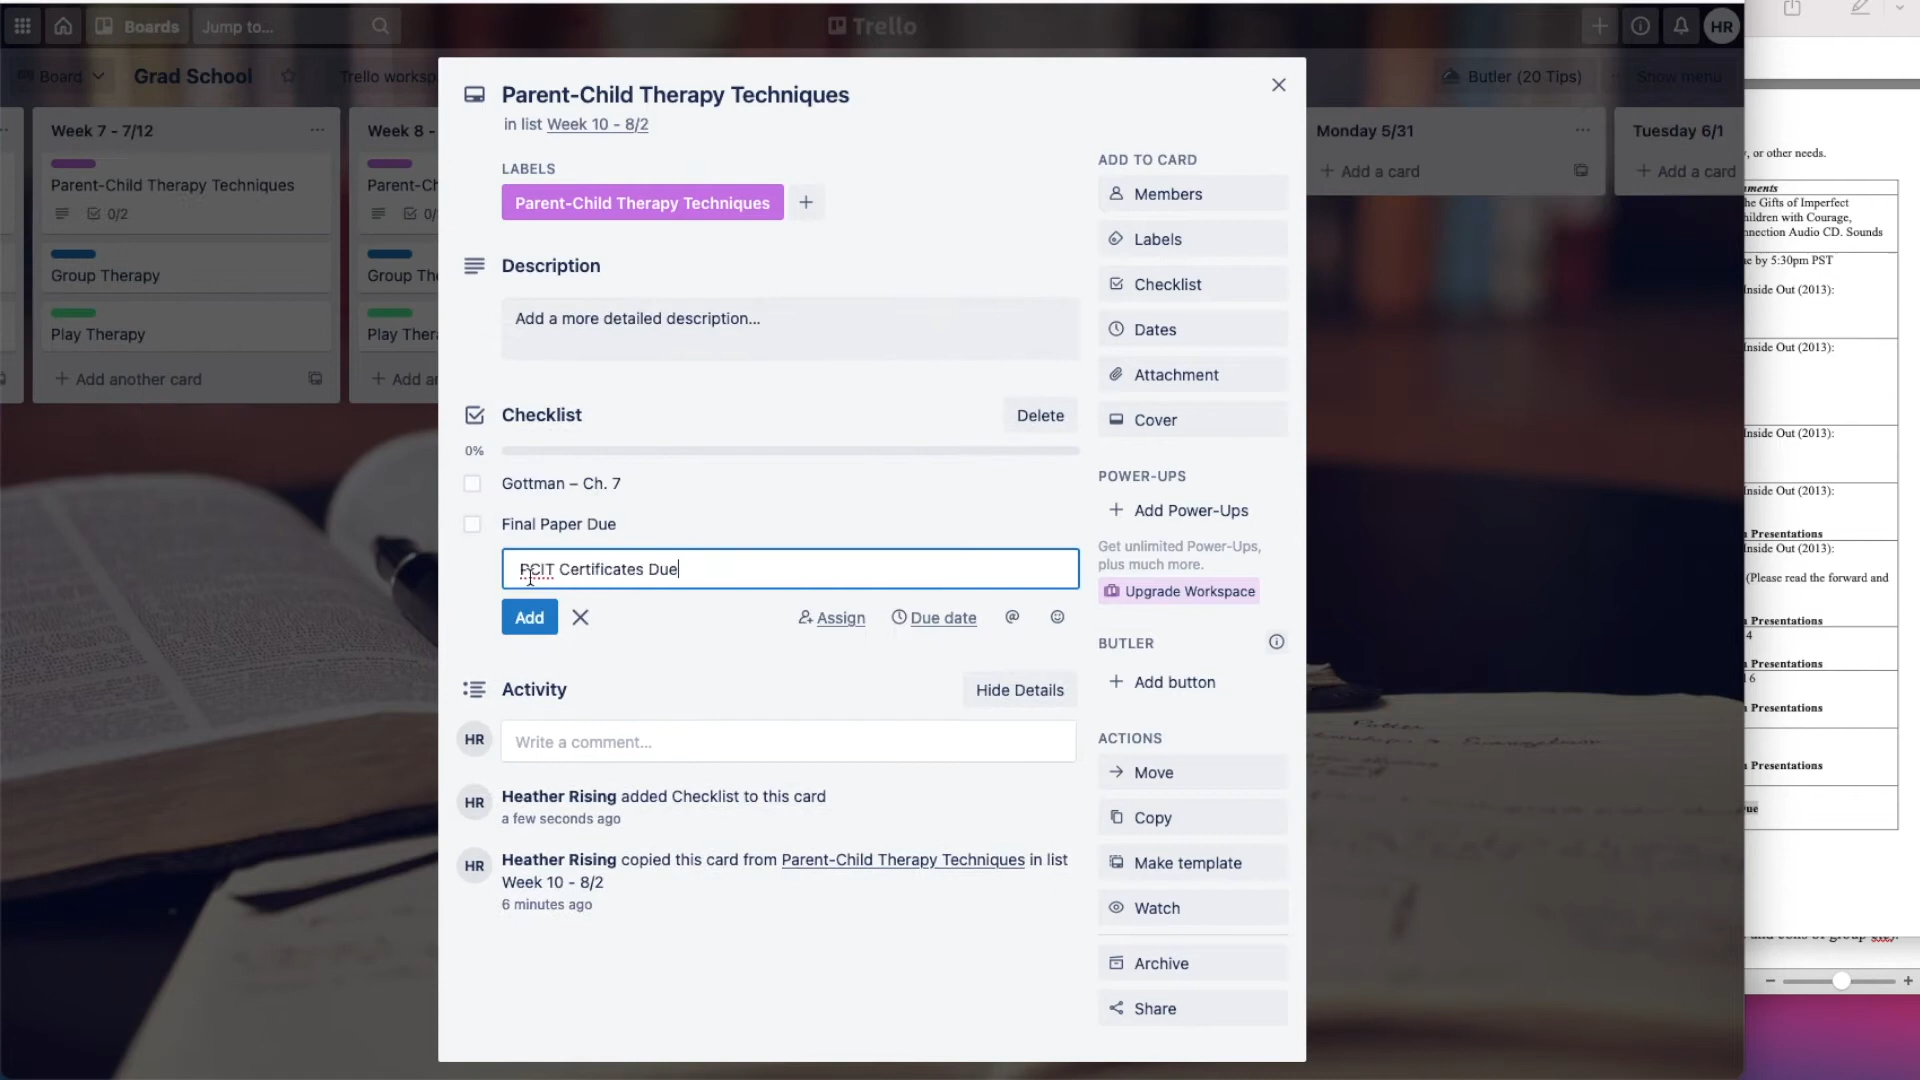 Boards
Jump to...
Trello
HR
Board
Grad School
Trello worksp
Butler (20 Tips)
Show menu
Week 7 - 7/12
Parent-Child Therapy Techniques
0/2
Group Therapy
Play Therapy
+ Add another card
Week 8 -
Parent-C
0/
Group Th
Play Thera
+ Add a
Parent-Child Therapy Techniques
in list Week 10 - 8/2
LABELS
Parent-Child Therapy Techniques
Description
Add a more detailed description...
Checklist
Delete
0%
Gottman – Ch. 7
Final Paper Due
PCIT Certificates Due
Add
Assign
Due date
@
Activity
Hide Details
HR
Write a comment...
HR
Heather Rising added Checklist to this card
a few seconds ago
HR
Heather Rising copied this card from Parent-Child Therapy Techniques in list
Week 10 - 8/2
6 minutes ago
ADD TO CARD
Members
Labels
Checklist
Dates
Attachment
Cover
POWER-UPS
+ Add Power-Ups
Get unlimited Power-Ups,
plus much more.
Upgrade Workspace
BUTLER
+ Add button
ACTIONS
Move
Copy
Make template
Watch
Archive
Share
Monday 5/31
+ Add a card
Tuesday 6/1
+ Add a card
, or other needs.
ments
he Gifts of Imperfect
hildren with Courage,
nnection Audio CD. Sounds
ue by 5:30pm PST
Inside Out (2013):
Inside Out (2013):
Inside Out (2013):
Inside Out (2013):
Presentations
Inside Out (2013):
(Please read the forward and
Presentations
4
Presentations
16
Presentations
Presentations
ue